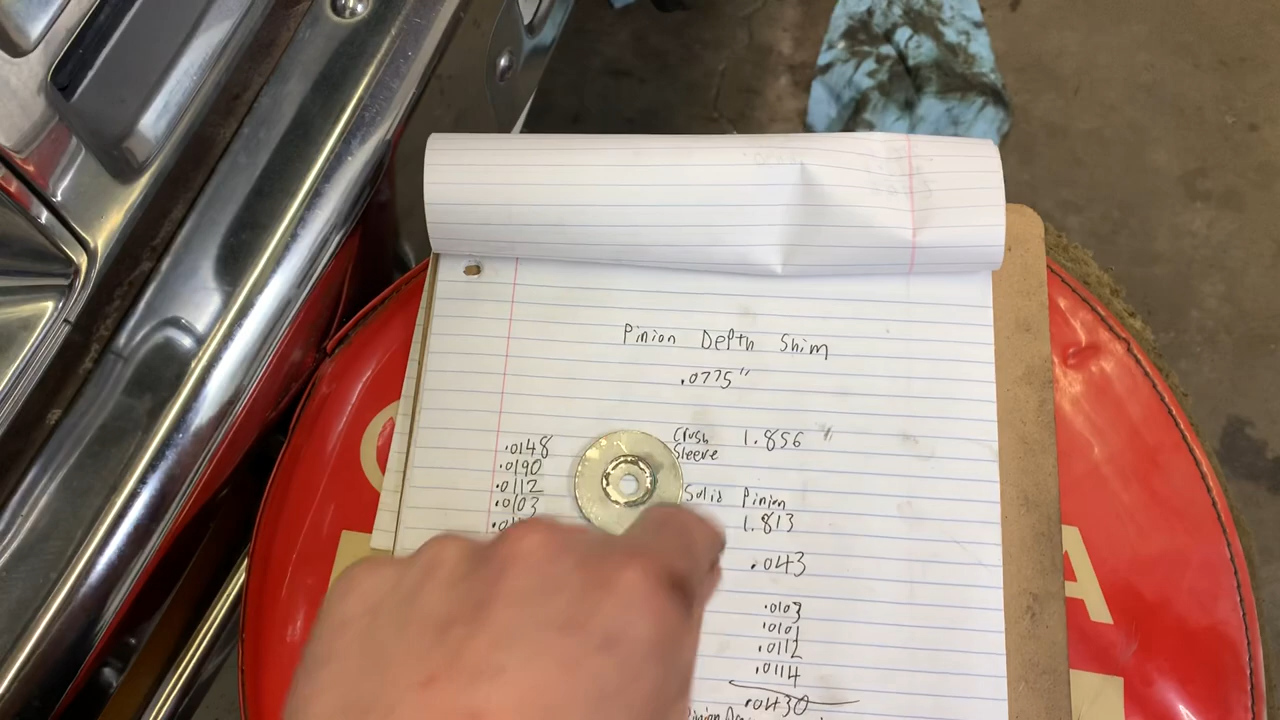 Pinion Depth Shim
.0775"
Crush Sleeve 1.856 "
.0148
.0190
.0112
.0103
Solid Pinion
1.813
.043
.0103
.0101
.0112
.0114
.0430
Pinion
A